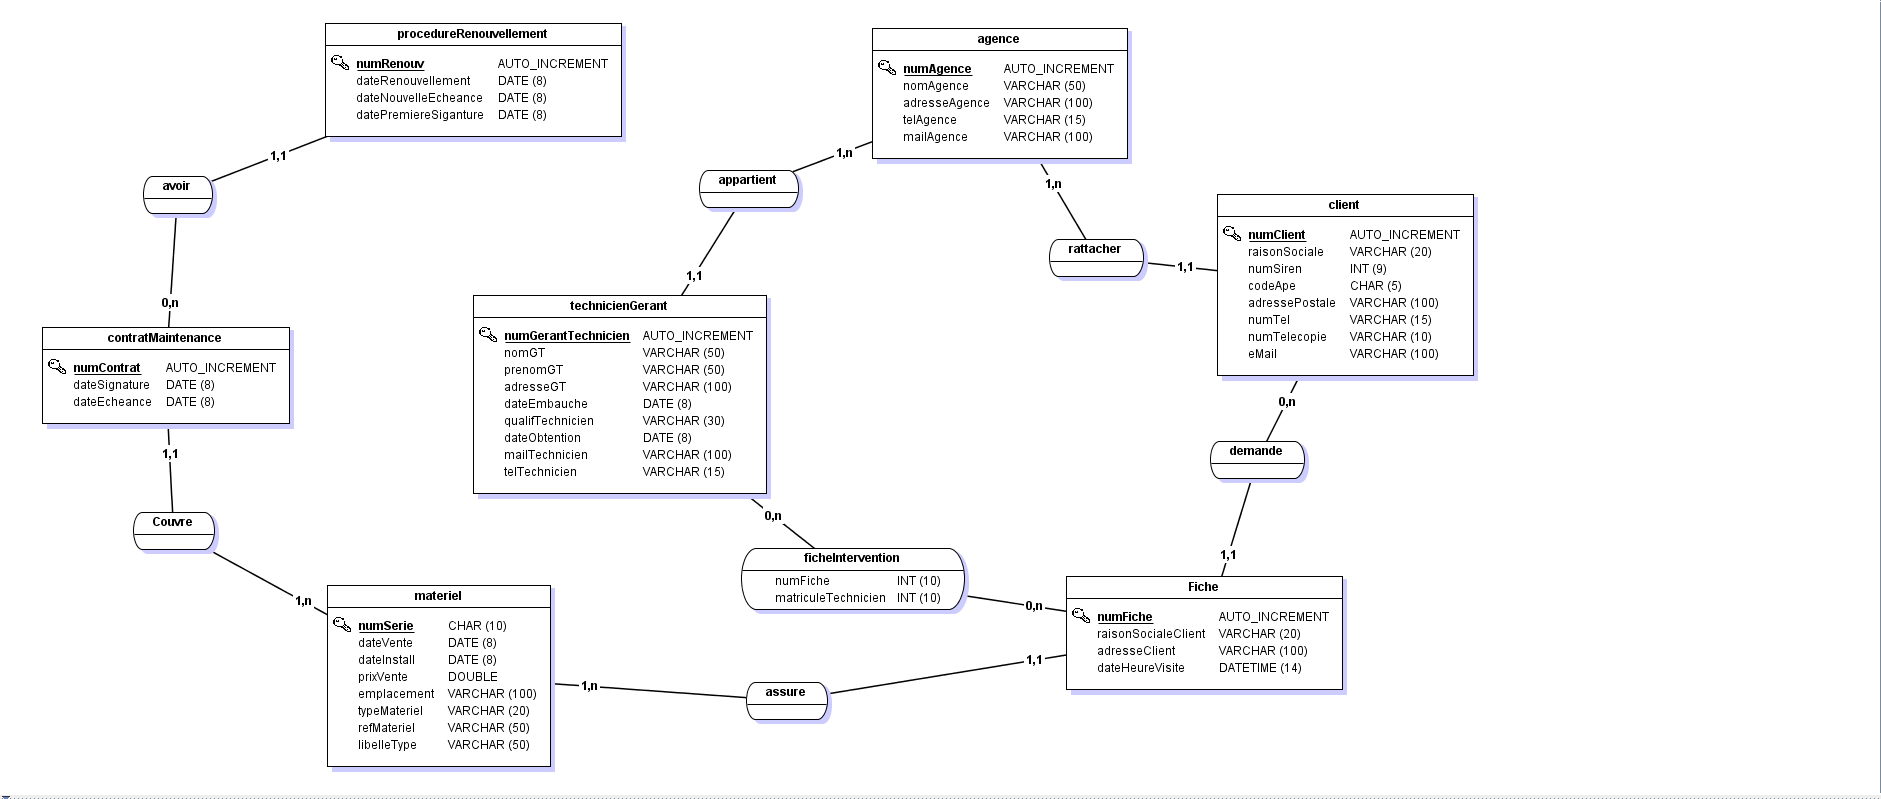 procedureRenouvellement
numRenouv AUTO_INCREMENT
dateRenouvellement DATE (8)
dateNouvelleEcheance DATE (8)
datePremiereSiganture DATE (8)
agence
numAgence AUTO_INCREMENT
nomAgence VARCHAR (50)
adresseAgence VARCHAR (100)
telAgence VARCHAR (15)
mailAgence VARCHAR (100)
1,1
1,n
avoir
appartient
1,n
client
numClient AUTO_INCREMENT
raisonSociale VARCHAR (20)
numSiren INT (9)
codeApe CHAR (5)
adressePostale VARCHAR (100)
numTel VARCHAR (15)
numTelecopie VARCHAR (10)
eMail VARCHAR (100)
rattacher
1,1
1,1
0,n
technicienGerant
numGerantTechnicien AUTO_INCREMENT
nomGT VARCHAR (50)
prenomGT VARCHAR (50)
adresseGT VARCHAR (100)
dateEmbauche DATE (8)
qualifTechnicien VARCHAR (30)
dateObtention DATE (8)
mailTechnicien VARCHAR (100)
telTechnicien VARCHAR (15)
contratMaintenance
numContrat AUTO_INCREMENT
dateSignature DATE (8)
dateEcheance DATE (8)
0,n
1,1
demande
Couvre
0,n
1,1
ficheIntervention
numFiche INT (10)
matriculeTechnicien INT (10)
0,n
Fiche
numFiche AUTO_INCREMENT
raisonSocialeClient VARCHAR (20)
adresseClient VARCHAR (100)
dateHeureVisite DATETIME (14)
1,n
materiel
numSerie CHAR (10)
dateVente DATE (8)
dateInstall DATE (8)
prixVente DOUBLE
emplacement VARCHAR (100)
typeMateriel VARCHAR (20)
refMateriel VARCHAR (50)
libelleType VARCHAR (50)
1,n
assure
1,1